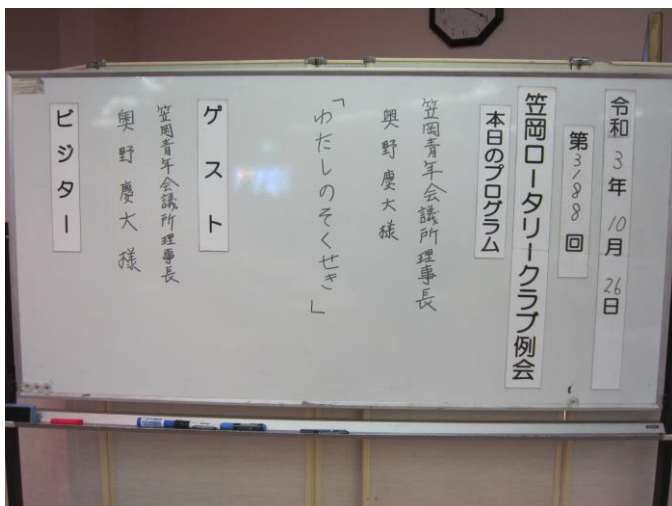 令和3年10月26日
第3188回
笠岡ロータリークラブ例会
本日のプログラム
笠岡青年会議所理事長
奥野慶大様
「わたしのそくせき」
ゲスト
笠岡青年会議所理事長
奥野慶大様
ビジター